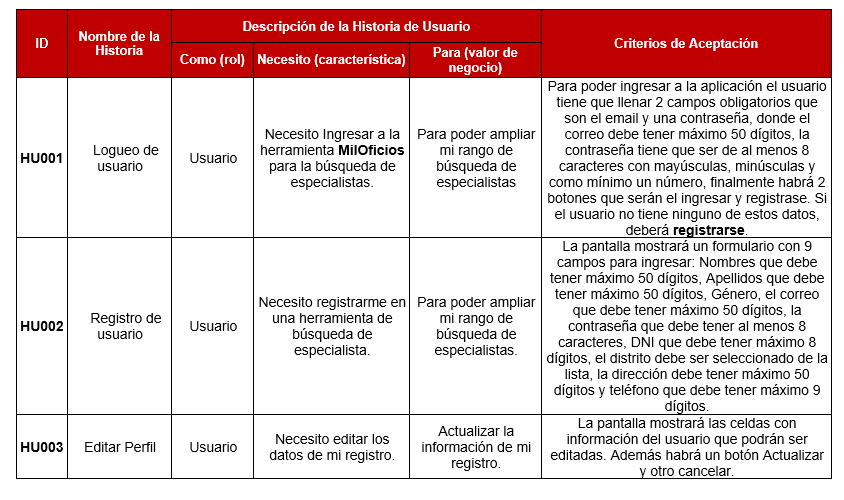 ID
Nombre de la
Historia
Descripción de la Historia de Usuario
Criterios de Aceptación
Como (rol)
Necesito (característica)
Para (valor de
negocio)
HU001
Logueo de
usuario
Usuario
Necesito Ingresar a la
herramienta MilOficios
para la búsqueda de
especialistas.
Para poder ampliar
mi rango de
búsqueda de
especialistas
Para poder ingresar a la aplicación el usuario
tiene que llenar 2 campos obligatorios que
son el email y una contraseña, donde el
correo debe tener máximo 50 dígitos, la
contraseña tiene que ser de al menos 8
caracteres con mayúsculas, minúsculas y
como mínimo un número, finalmente habrá 2
botones que serán el ingresar y registrase. Si
el usuario no tiene ninguno de estos datos,
deberá registrarse.
HU002
Registro de
usuario
Usuario
Necesito registrarme en
una herramienta de
búsqueda de
especialista.
Para poder ampliar
mi rango de
búsqueda de
especialistas.
La pantalla mostrará un formulario con 9
campos para ingresar: Nombres que debe
tener máximo 50 dígitos, Apellidos que debe
tener máximo 50 dígitos, Género, el correo
que debe tener máximo 50 dígitos, la
contraseña que debe tener al menos 8
caracteres, DNI que debe tener máximo 8
dígitos, el distrito debe ser seleccionado de la
lista, la dirección debe tener máximo 50
dígitos y teléfono que debe tener máximo 9
dígitos.
HU003
Editar Perfil
Usuario
Necesito editar los
datos de mi registro.
Actualizar la
información de mi
registro.
La pantalla mostrará las celdas con
información del usuario que podrán ser
editadas. Además habrá un botón Actualizar
y otro cancelar.